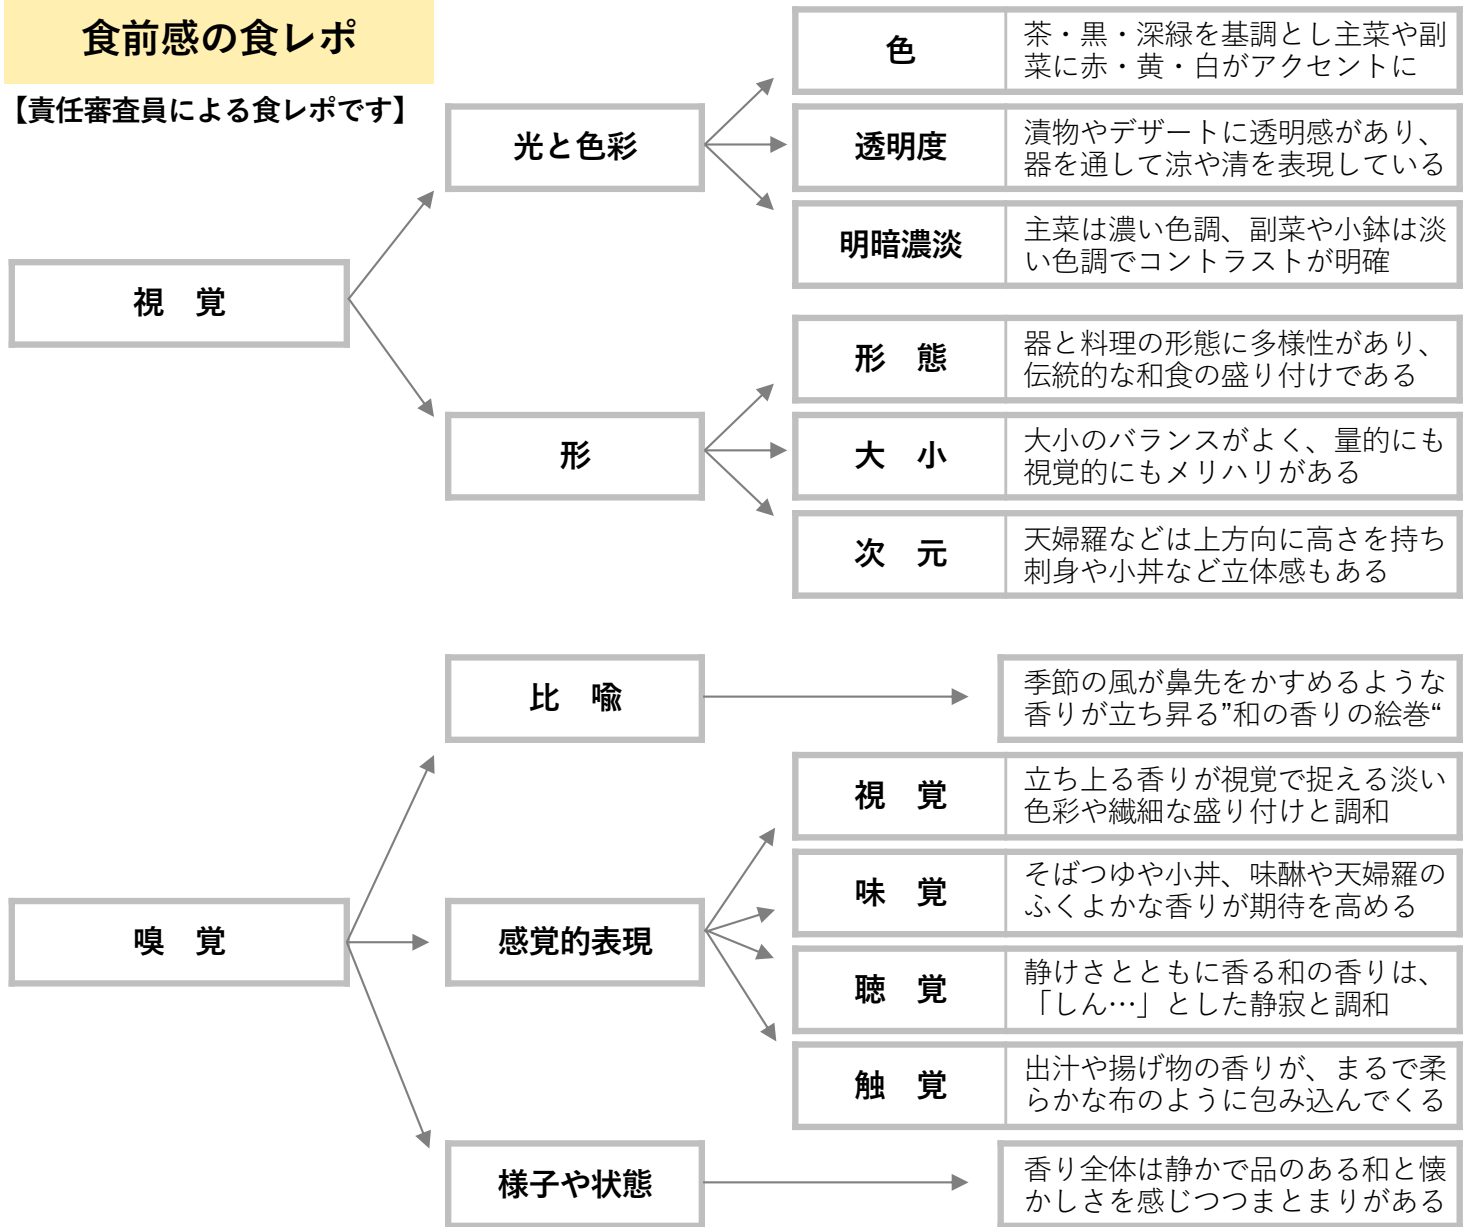 食前感の食レポ
【責任審査員による食レポです】
視　覚
光と色彩
色
茶・黒・深緑を基調とし主菜や副
菜に赤・黄・白がアクセントに
透明度
漬物やデザートに透明感があり、
器を通して涼や清を表現している
明暗濃淡
主菜は濃い色調、副菜や小鉢は淡
い色調でコントラストが明確
形
形　態
器と料理の形態に多様性があり、
伝統的な和食の盛り付けである
大　小
大小のバランスがよく、量的にも
視覚的にもメリハリがある
次　元
天婦羅などは上方向に高さを持ち
刺身や小丼など立体感もある
嗅　覚
比　喩
季節の風が鼻先をかすめるような
香りが立ち昇る”和の香りの絵巻“
感覚的表現
視　覚
立ち上る香りが視覚で捉える淡い
色彩や繊細な盛り付けと調和
味　覚
そばつゆや小丼、味醂や天婦羅の
ふくよかな香りが期待を高める
聴　覚
静けさとともに香る和の香りは、
「しん…」とした静寂と調和
触　覚
出汁や揚げ物の香りが、まるで柔
らかな布のように包み込んでくる
様子や状態
香り全体は静かで品のある和と懐
かしさを感じつつまとまりがある